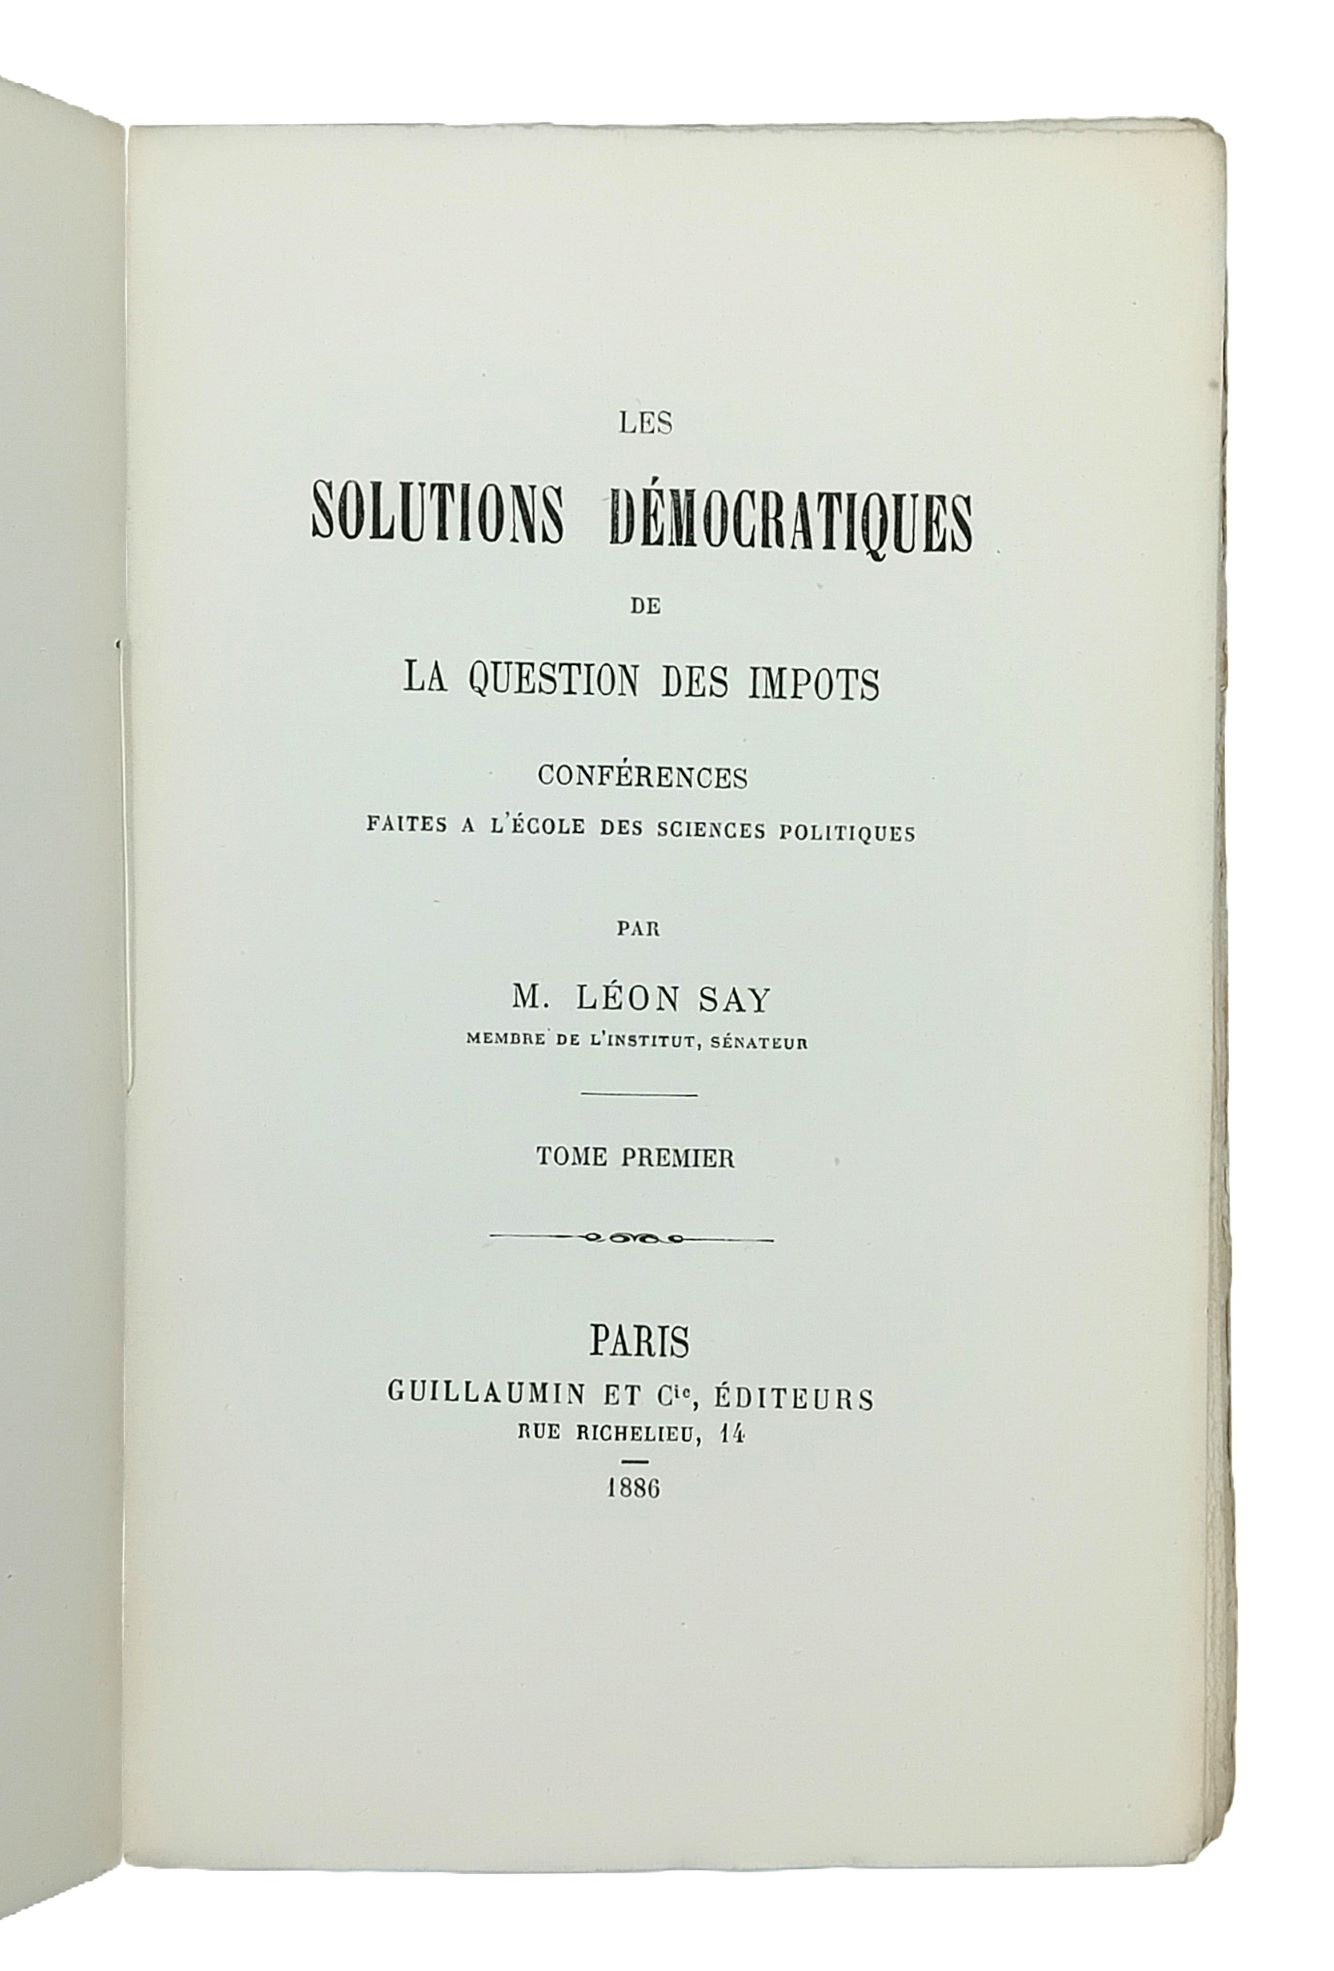 LES
SOLUTIONS DÉMOCRATIQUES
DE
LA QUESTION DES IMPOTS
CONFÉRENCES
FAITES A L'ÉCOLE DES SCIENCES POLITIQUES
PAR
M. LÉON SAY
MEMBRE DE L'INSTITUT, SÉNATEUR
TOME PREMIER
PARIS
GUILLAUMIN ET Cie, ÉDITEURS
RUE RICHELIEU, 14
1886